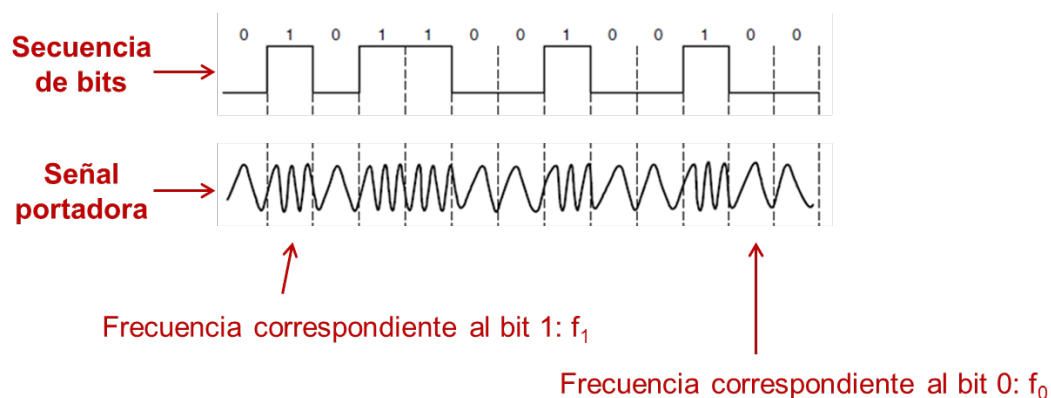 Secuencia
de bits
0 1 0 1 1 0 0 1 0 0 1 0 0
Señal
portadora
Frecuencia correspondiente al bit 1: f₁
Frecuencia correspondiente al bit 0: f₀